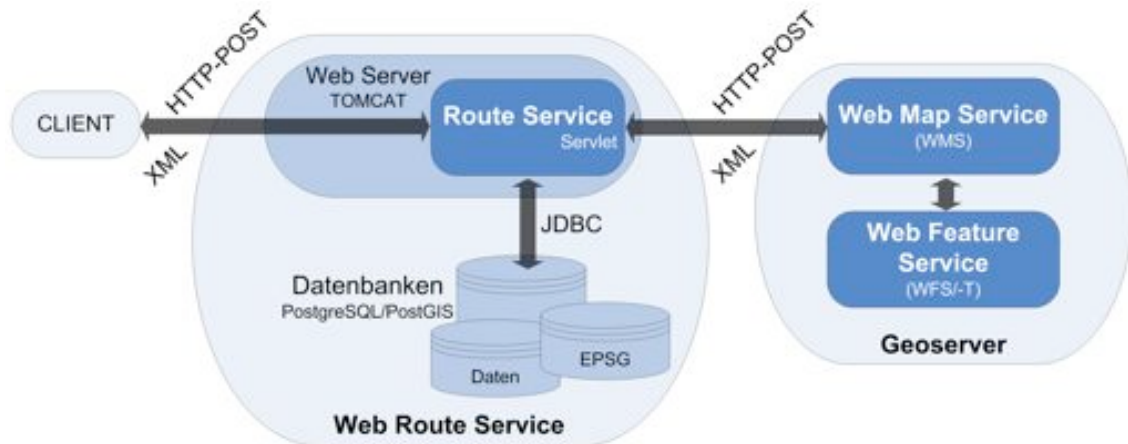 CLIENT
HTTP-POST
XML
Web Server
TOMCAT
Route Service
Servlet
JDBC
Datenbanken
PostgreSQL/PostGIS
Daten
EPSG
Web Route Service
HTTP-POST
XML
Web Map Service
(WMS)
Web Feature
Service
(WFS/-T)
Geoserver